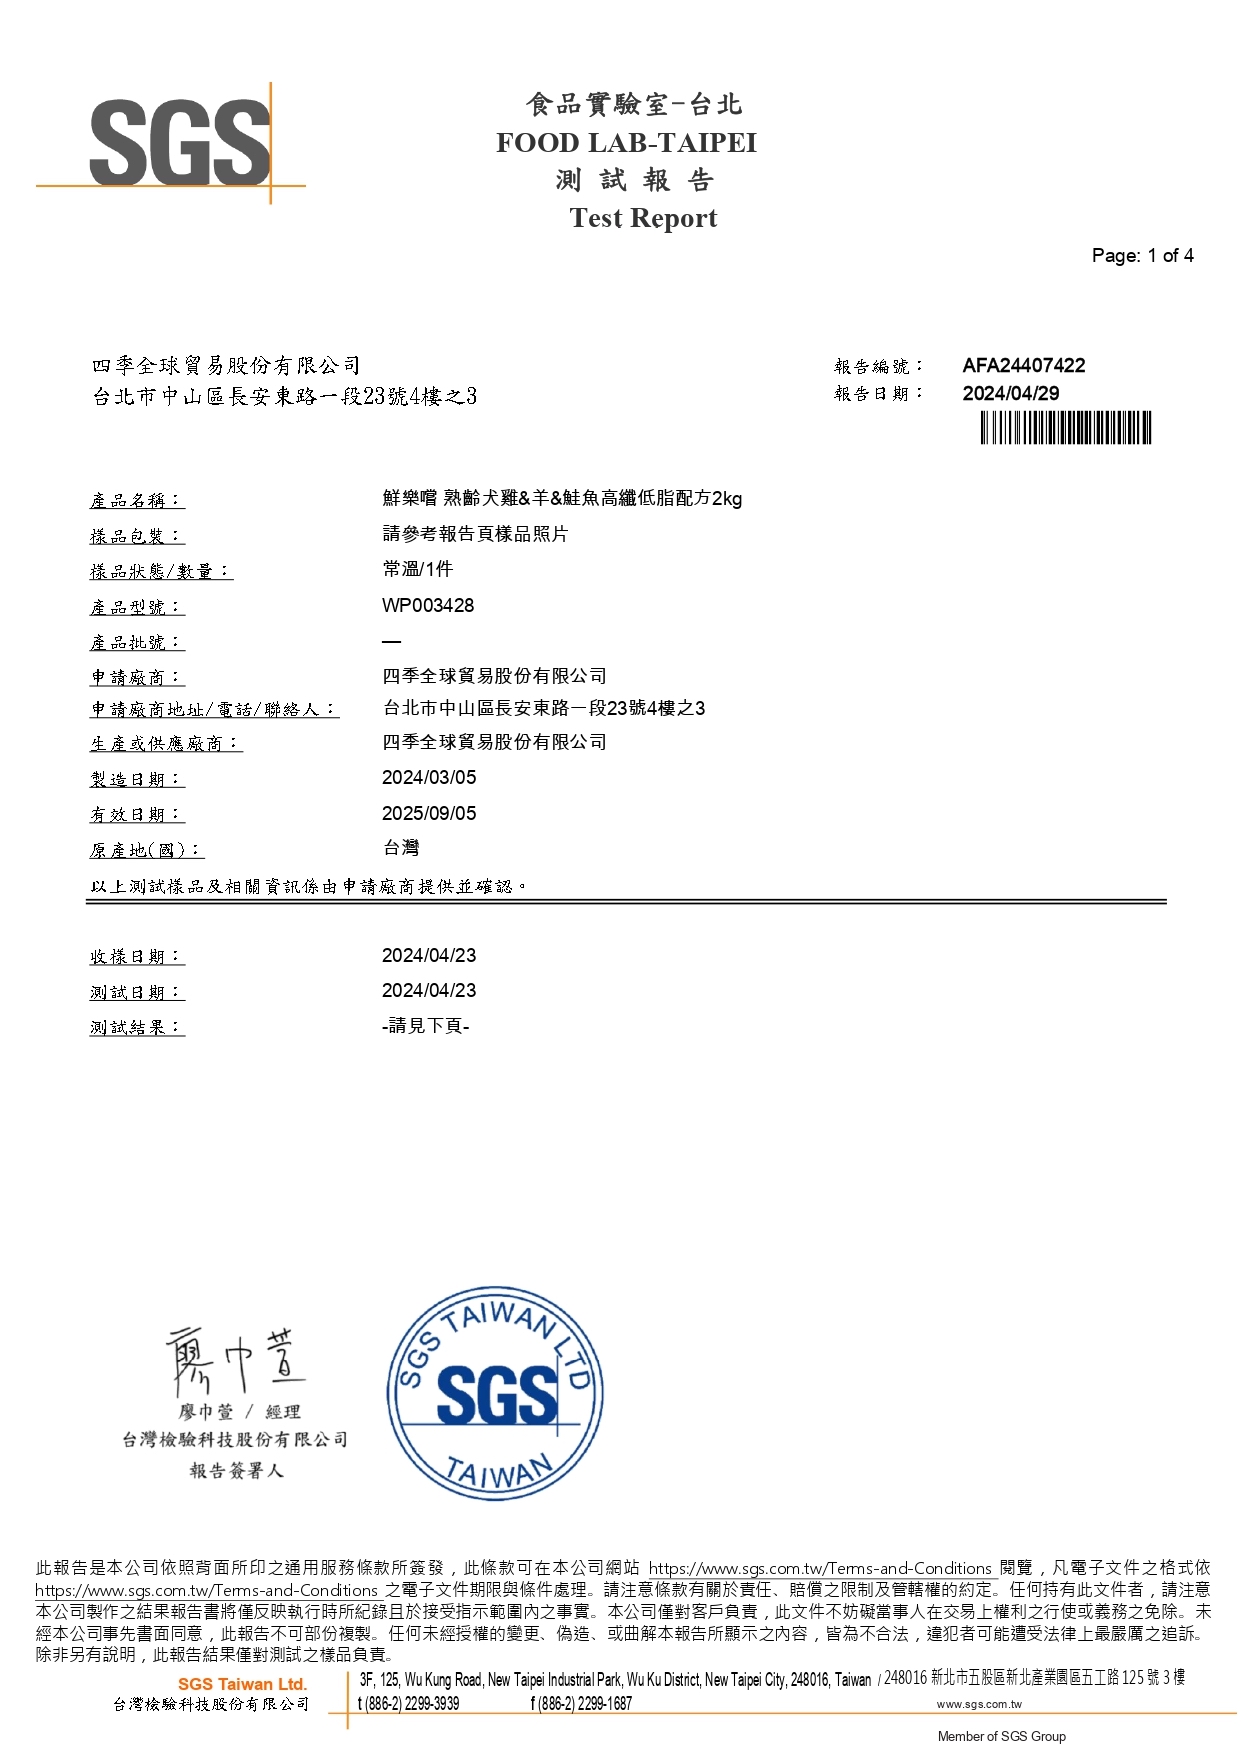 SGS
食品實驗室-台北
FOOD LAB-TAIPEI
測 試 報 告
Test Report
Page: 1 of 4
四季全球貿易股份有限公司
台北市中山區長安東路一段23號4樓之3
報告編號： AFA24407422
報告日期： 2024/04/29
產品名稱： 鮮樂嚐 熟齡犬雞&羊&鮭魚高纖低脂配方2kg
樣品包裝： 請參考報告頁樣品照片
樣品狀態/數量： 常溫/1件
產品型號： WP003428
產品批號： —
申請廠商： 四季全球貿易股份有限公司
申請廠商地址/電話/聯絡人： 台北市中山區長安東路一段23號4樓之3
生產或供應廠商： 四季全球貿易股份有限公司
製造日期： 2024/03/05
有效日期： 2025/09/05
原產地(國)： 台灣
以上測試樣品及相關資訊係由申請廠商提供並確認。
收樣日期： 2024/04/23
測試日期： 2024/04/23
測試結果： -請見下頁-
廖巾萱
廖巾萱 / 經理
台灣檢驗科技股份有限公司
報告簽署人
SGS TAIWAN LTD
SGS
TAIWAN
此報告是本公司依照背面所印之通用服務條款所簽發，此條款可在本公司網站 https://www.sgs.com.tw/Terms-and-Conditions 閱覽，凡電子文件之格式依
https://www.sgs.com.tw/Terms-and-Conditions 之電子文件期限與條件處理。請注意條款有關於責任、賠償之限制及管轄權的約定。任何持有此文件者，請注意
本公司製作之結果報告書將僅反映執行時所紀錄且於接受指示範圍內之事實。本公司僅對客戶負責，此文件不妨礙當事人在交易上權利之行使或義務之免除。未
經本公司事先書面同意，此報告不可部份複製。任何未經授權的變更、偽造、或曲解本報告所顯示之內容，皆為不合法，違犯者可能遭受法律上最嚴厲之追訴。
除非另有說明，此報告結果僅對測試之樣品負責。
SGS Taiwan Ltd.
台灣檢驗科技股份有限公司
3F, 125, Wu Kung Road, New Taipei Industrial Park, Wu Ku District, New Taipei City, 248016, Taiwan / 248016 新北市五股區新北產業園區五工路 125 號 3 樓
t (886-2) 2299-3939 f (886-2) 2299-1687 www.sgs.com.tw
Member of SGS Group